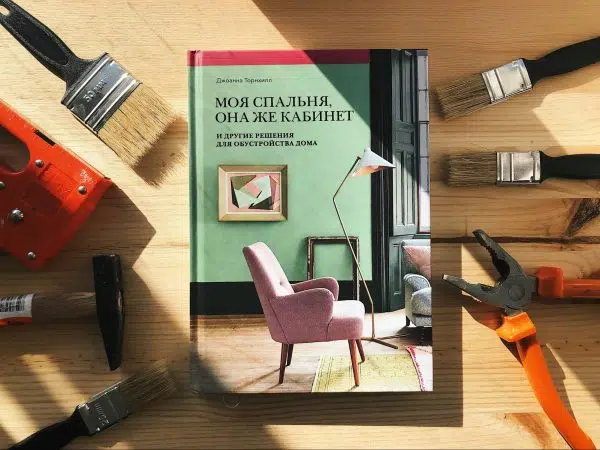 Джоанна Торнхилл
МОЯ СПАЛЬНЯ,
ОНА ЖЕ КАБИНЕТ
И ДРУГИЕ РЕШЕНИЯ
ДЛЯ ОБУСТРОЙСТВА ДОМА